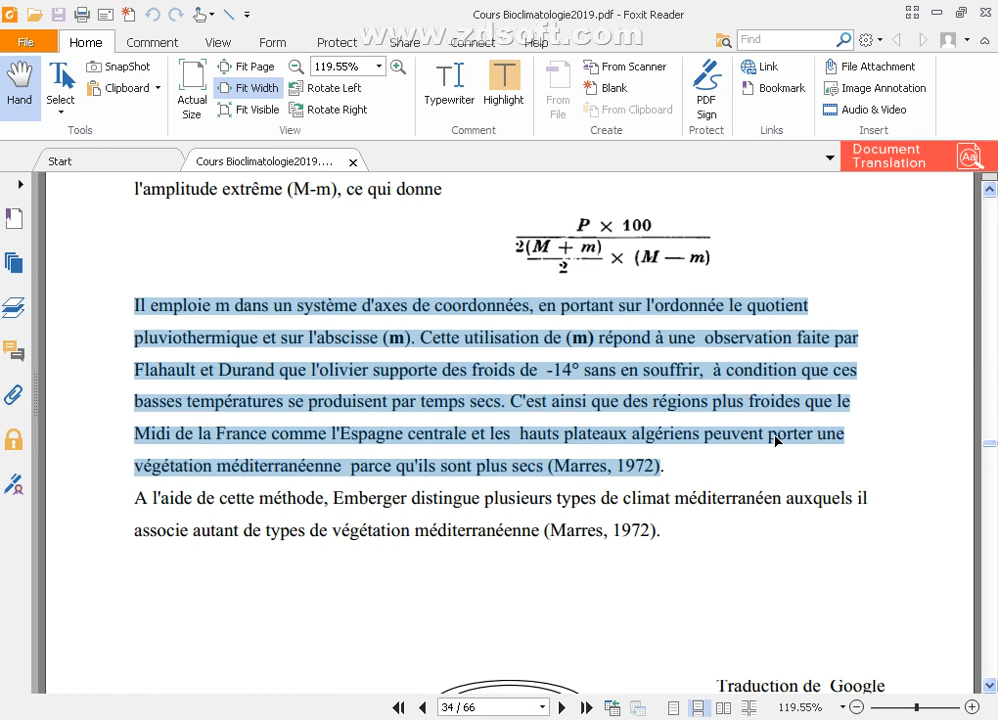 Cours Bioclimatologie2019.pdf - Foxit Reader
www.zdsoft.com
File Home Comment View Form Protect Share Connect Help Find
Hand
Select
SnapShot
Clipboard
Tools
Actual Size
Fit Page
Fit Width
Fit Visible
119.55%
Rotate Left
Rotate Right
View
Typewriter
Highlight
Comment
From File
From Scanner
Blank
From Clipboard
Create
PDF Sign
Protect
Link
Bookmark
Links
File Attachment
Image Annotation
Audio & Video
Insert
Start
Cours Bioclimatologie2019....
Document
Translation
l'amplitude extrême (M-m), ce qui donne
P × 100
2(M + m)
2
× (M — m)
Il emploie m dans un système d'axes de coordonnées, en portant sur l'ordonnée le quotient
pluviothermique et sur l'abscisse (m). Cette utilisation de (m) répond à une observation faite par
Flahault et Durand que l'olivier supporte des froids de -14° sans en souffrir, à condition que ces
basses températures se produisent par temps secs. C'est ainsi que des régions plus froides que le
Midi de la France comme l'Espagne centrale et les hauts plateaux algériens peuvent porter une
végétation méditerranéenne parce qu'ils sont plus secs (Marres, 1972).
A l'aide de cette méthode, Emberger distingue plusieurs types de climat méditerranéen auxquels il
associe autant de types de végétation méditerranéenne (Marres, 1972).
Traduction de Google
34 / 66
119.55%